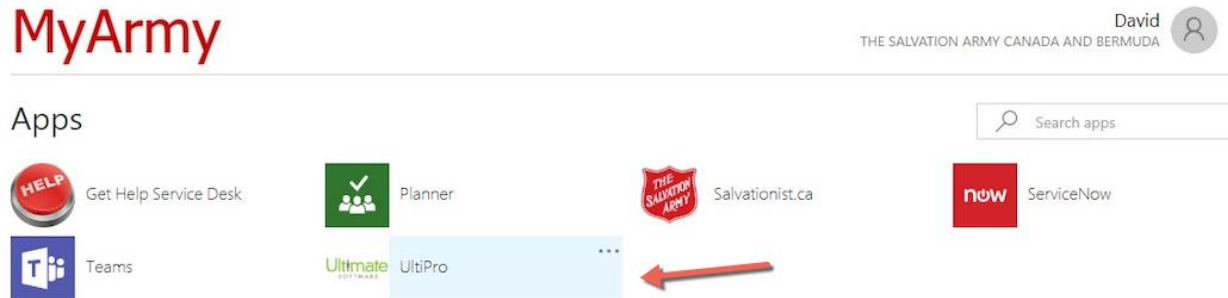 MyArmy
David
THE SALVATION ARMY CANADA AND BERMUDA
Apps
Search apps
HELP
Get Help Service Desk
Planner
THE SALVATION ARMY
Salvationist.ca
now
ServiceNow
T
Teams
Ultimate
SOFTWARE
UltiPro
...